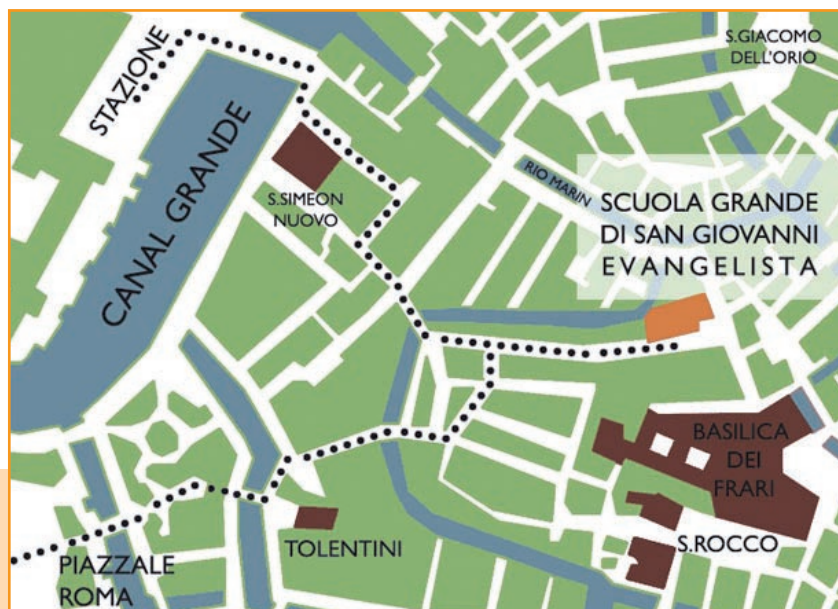 S.GIACOMO
DELL'ORIO
STAZIONE
CANAL GRANDE
S.SIMEON
NUOVO
RIO MARIN
SCUOLA GRANDE
DI SAN GIOVANNI
EVANGELISTA
BASILICA
DEI
FRARI
TOLENTINI
S.ROCCO
PIAZZALE
ROMA